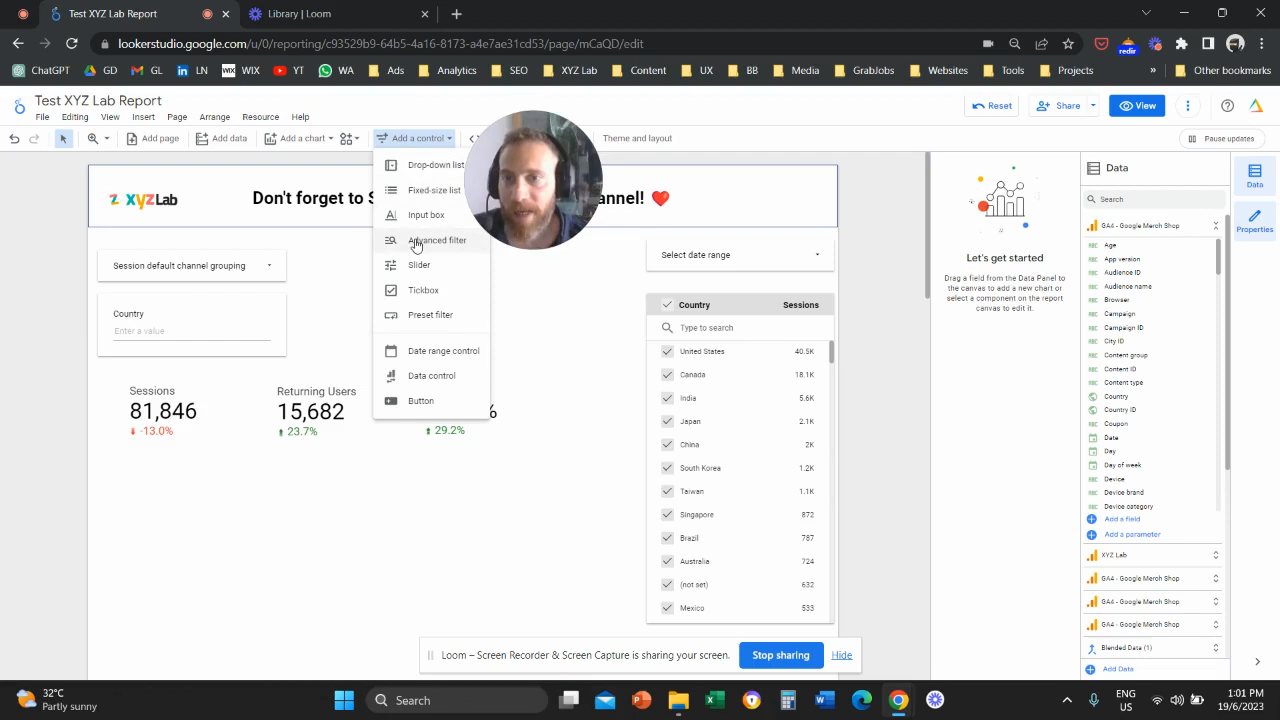 Test XYZ Lab Report
Library | Loom
lookerstudio.google.com/u/0/reporting/c93529b9-64b5-4a16-8173-a4e7ae31cd53/page/mCaQD/edit
redir
ChatGPT
GD
GL
LN
WIX
WIX
YT
WA
Ads
Analytics
SEO
XYZ Lab
Content
UX
BB
Media
GrabJobs
Websites
Tools
Projects
»
Other bookmarks
Test XYZ Lab Report
File Editing View Insert Page Arrange Resource Help
Reset
Share
View
Add page
Add data
Add a chart
Add a control
Theme and layout
Pause updates
XYZLab
Don't forget to S
annel! ❤️
Drop-down list
Fixed-size list
Input box
Advanced filter
Slider
Tickbox
Preset filter
Date range control
Data control
Button
Session default channel grouping
Country
Enter a value
Sessions
81,846
-13.0%
Returning Users
15,682
23.7%
%
29.2%
Select date range
Country Sessions
Type to search
United States 40.5K
Canada 18.1K
India 5.6K
Japan 2.1K
China 2K
South Korea 1.2K
Taiwan 1.1K
Singapore 872
Brazil 787
Australia 724
(not set) 632
Mexico 533
Let's get started
Drag a field from the Data Panel
to the canvas to add a new chart or
select a component on the report
canvas to edit it.
Data
Search
GA4 - Google Merch Shop
Age
App version
Audience ID
Audience name
Browser
Campaign
Campaign ID
City ID
Content group
Content ID
Content type
Country
Country ID
Coupon
Date
Day
Day of week
Device
Device brand
Device category
Add a field
Add a parameter
XYZ Lab
GA4 - Google Merch Shop
GA4 - Google Merch Shop
GA4 - Google Merch Shop
Blended Data (1)
Add Data
Data
Properties
Loom – Screen Recorder & Screen Capture is sharing your screen.
Stop sharing
Hide
32°C
Partly sunny
Search
ENG
US
1:01 PM
19/6/2023